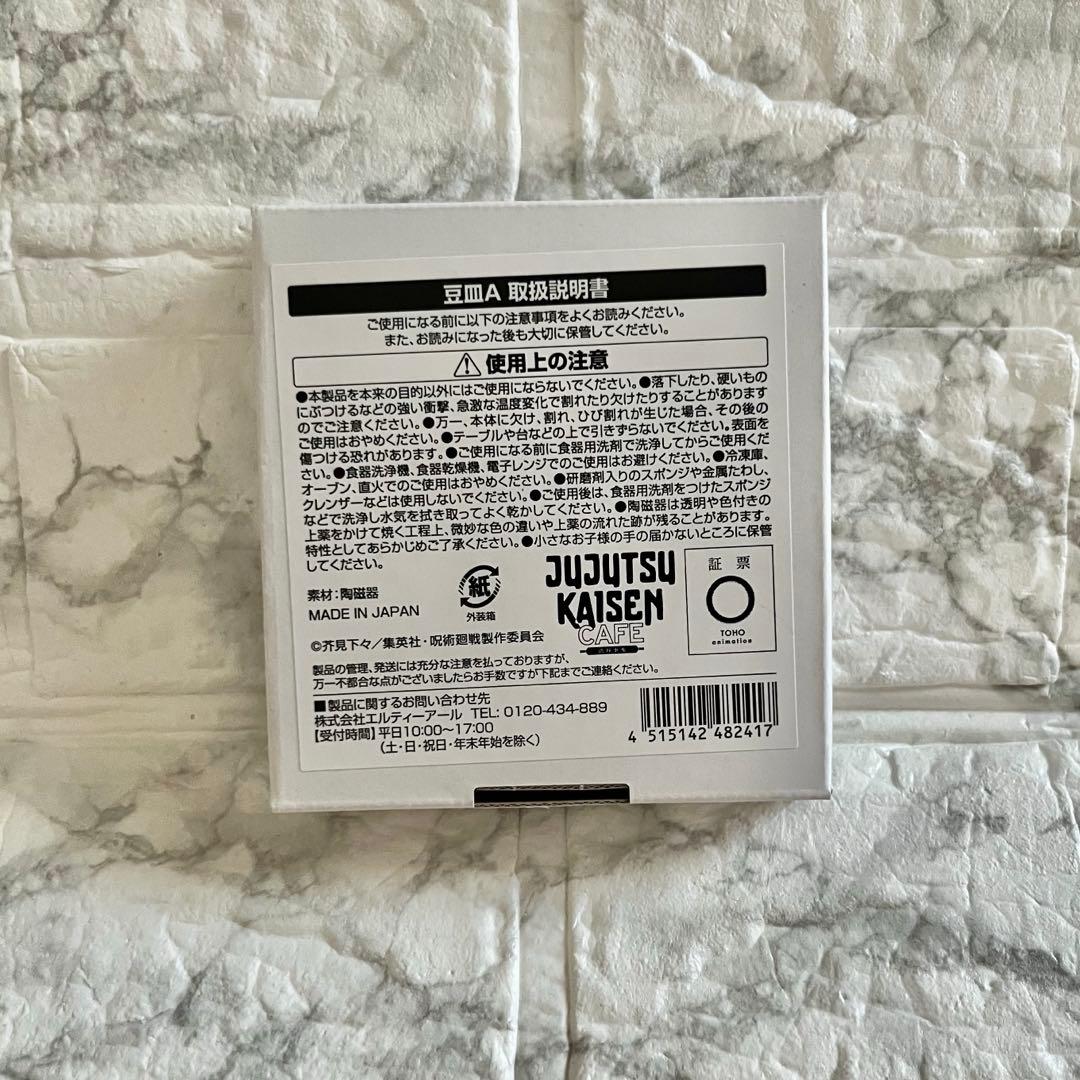 豆皿A 取扱説明書
ご使用になる前に以下の注意事項をよくお読みください。
また、お読みになった後も大切に保管してください。
⚠使用上の注意
●本製品を本来の目的以外にはご使用にならないでください。●落下したり、硬いもの
にぶつけるなどの強い衝撃、急激な温度変化で割れたり欠けたりすることがあります
のでご注意ください。●万一、本体に欠け、割れ、ひび割れが生じた場合、その後の
ご使用はおやめください。●テーブルや台などの上で引きずらないでください。表面を
傷つける恐れがあります。●ご使用になる前に食器用洗剤で洗浄してからご使用くだ
さい。●食器洗浄機、食器乾燥機、電子レンジでのご使用はお避けください。●冷凍庫、
オーブン、直火でのご使用はおやめください。●研磨剤入りのスポンジや金属たわし、
クレンザーなどは使用しないでください。●ご使用後は、食器用洗剤をつけたスポンジ
などで洗浄し水気を拭き取ってよく乾かしてください。●陶磁器は透明や色付きの
上薬をかけて焼く工程上、微妙な色の違いや上薬の流れた跡が残ることがあります。
特性としてあらかじめご了承ください。●小さなお子様の手の届かないところに保管
してください。
素材:陶磁器
MADE IN JAPAN
紙
外装箱
JUJUTSU
KAISEN
CAFE
証票
TOHO
animation
©芥見下々/集英社・呪術廻戦製作委員会
製品の管理、発送には充分な注意を払っておりますが、
万一不都合な点がございましたらお手数ですが下記までご連絡ください。
■製品に関するお問い合わせ先
株式会社エルティーアール TEL: 0120-434-889
【受付時間】平日10:00〜17:00
(土・日・祝日・年末年始を除く)
4 515142 482417